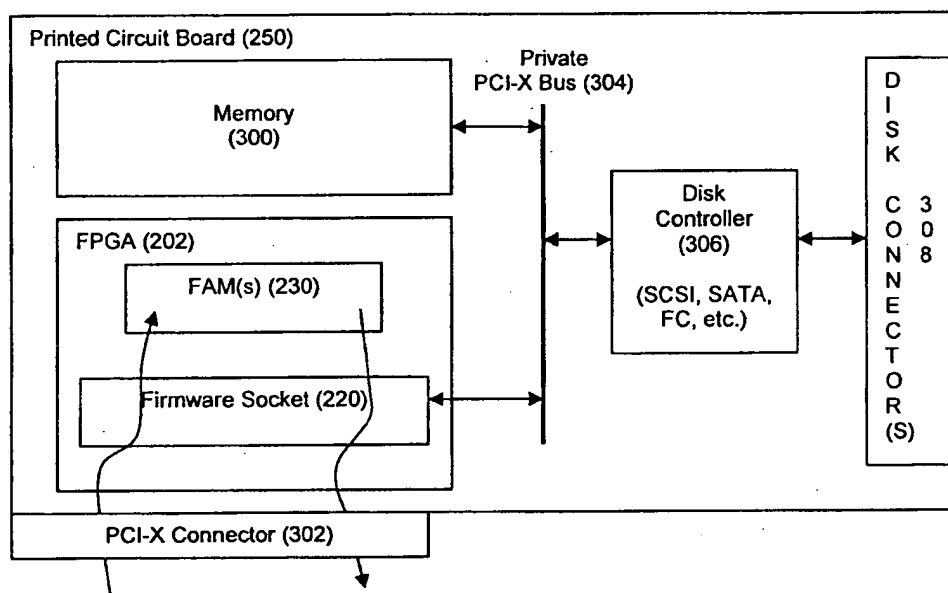 Printed Circuit Board (250)
Memory
(300)
Private
PCI-X Bus (304)
FPGA (202)
FAM(s) (230)
Firmware Socket (220)
PCI-X Connector (302)
Disk
Controller
(306)
(SCSI, SATA,
FC, etc.)
DISK CONNECTOR(S)
308